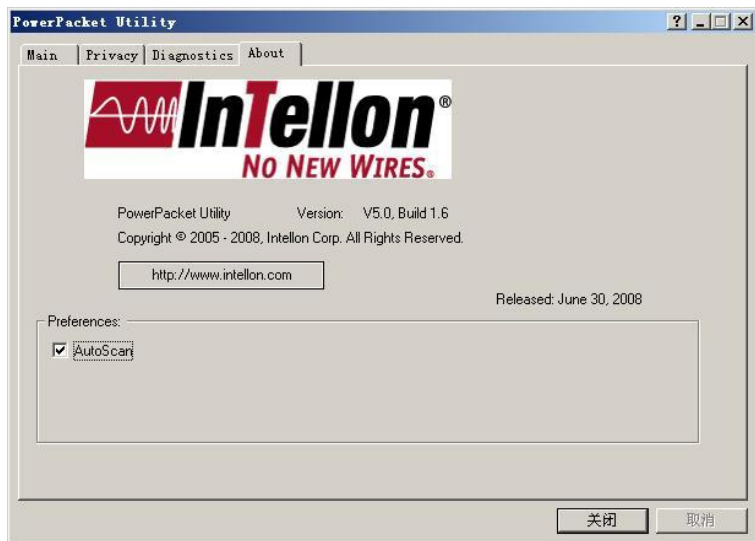 PowerPacket Utility
Main Privacy Diagnostics About
InTellon®
NO NEW WIRES®
PowerPacket Utility Version: V5.0, Build 1.6
Copyright © 2005 - 2008, Intellon Corp. All Rights Reserved.
http://www.intellon.com
Released: June 30, 2008
Preferences:
AutoScan
关闭 取消